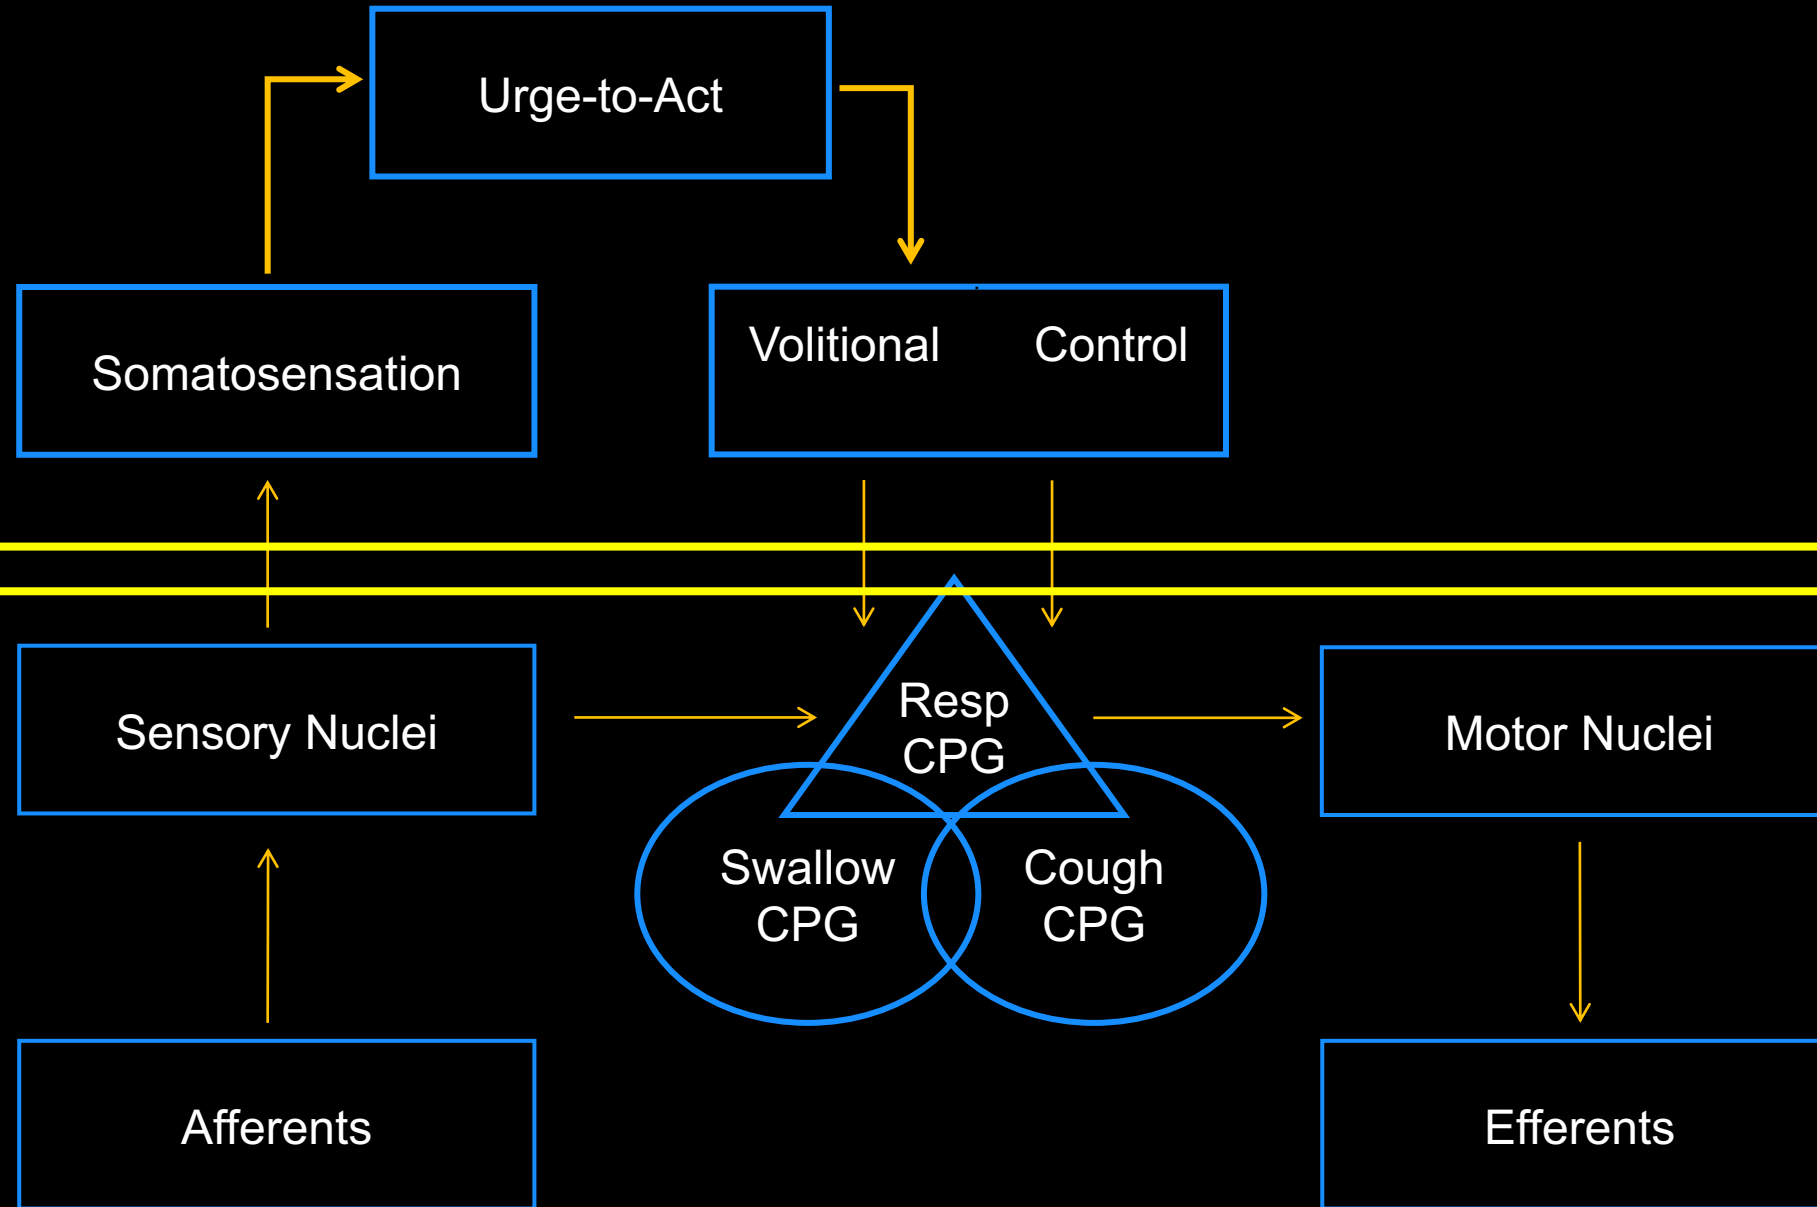 Urge-to-Act
Somatosensation
Volitional Control
Sensory Nuclei
Resp
CPG
Motor Nuclei
Swallow
CPG
Cough
CPG
Afferents
Efferents